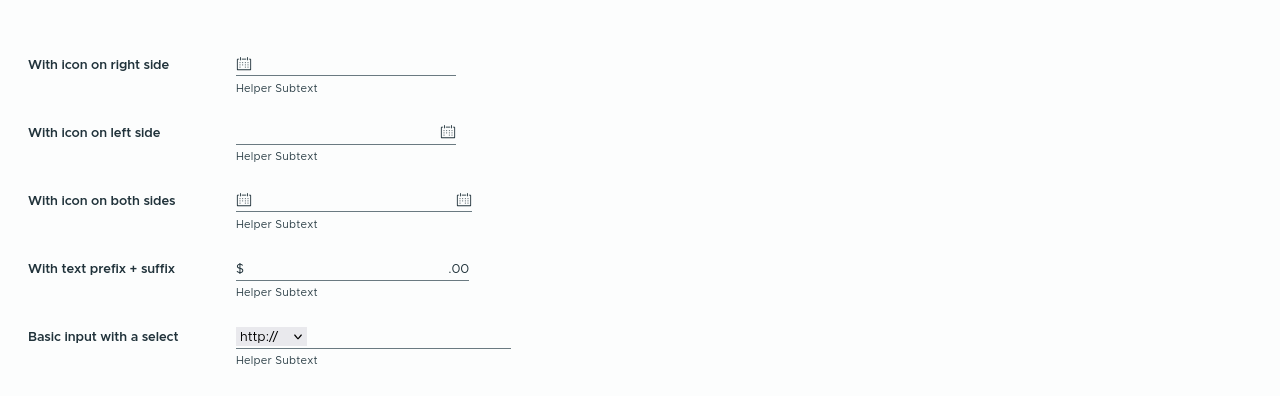 With icon on right side
Helper Subtext
With icon on left side
Helper Subtext
With icon on both sides
Helper Subtext
With text prefix + suffix $ .00
Helper Subtext
Basic input with a select http://
Helper Subtext